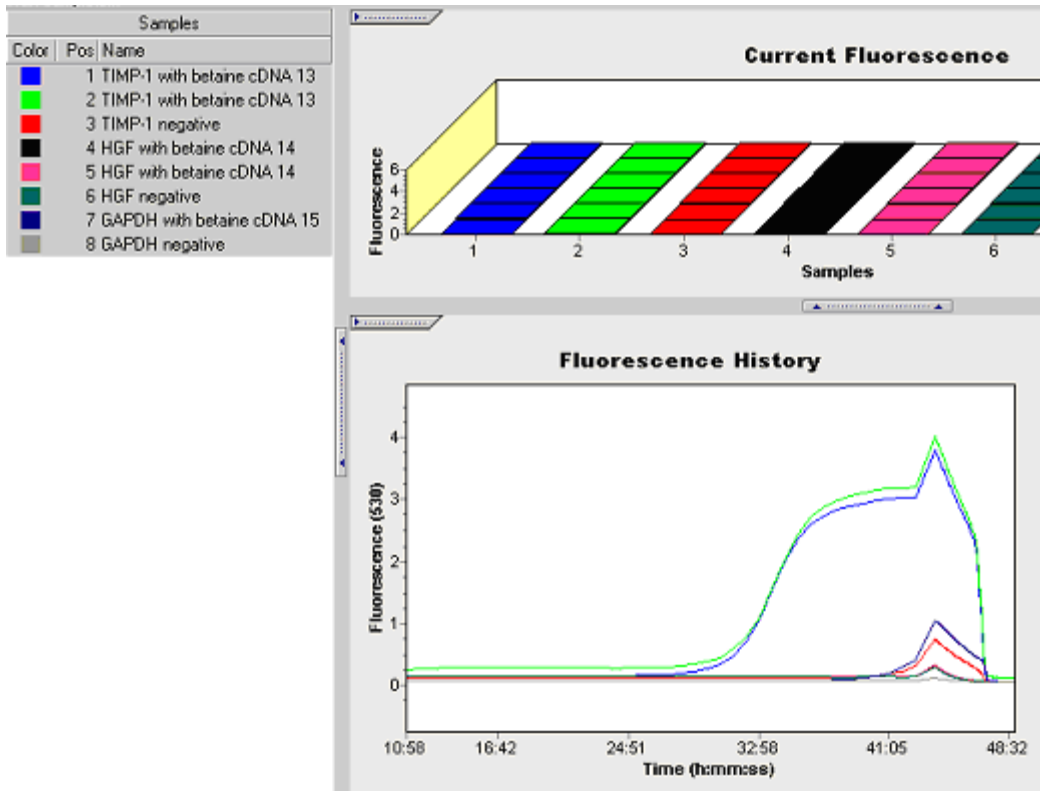 Samples
Color Pos Name
1 TIMP-1 with betaine cDNA 13
2 TIMP-1 with betaine cDNA 13
3 TIMP-1 negative
4 HGF with betaine cDNA 14
5 HGF with betaine cDNA 14
6 HGF negative
7 GAPDH with betaine cDNA 15
8 GAPDH negative
Current Fluorescence
Fluorescence
6
4
2
0
1 2 3 4 5 6
Samples
Fluorescence History
Fluorescence (530)
4
3
2
1
0
10:58 16:42 24:51 32:58 41:05 48:32
Time (h:mm:ss)